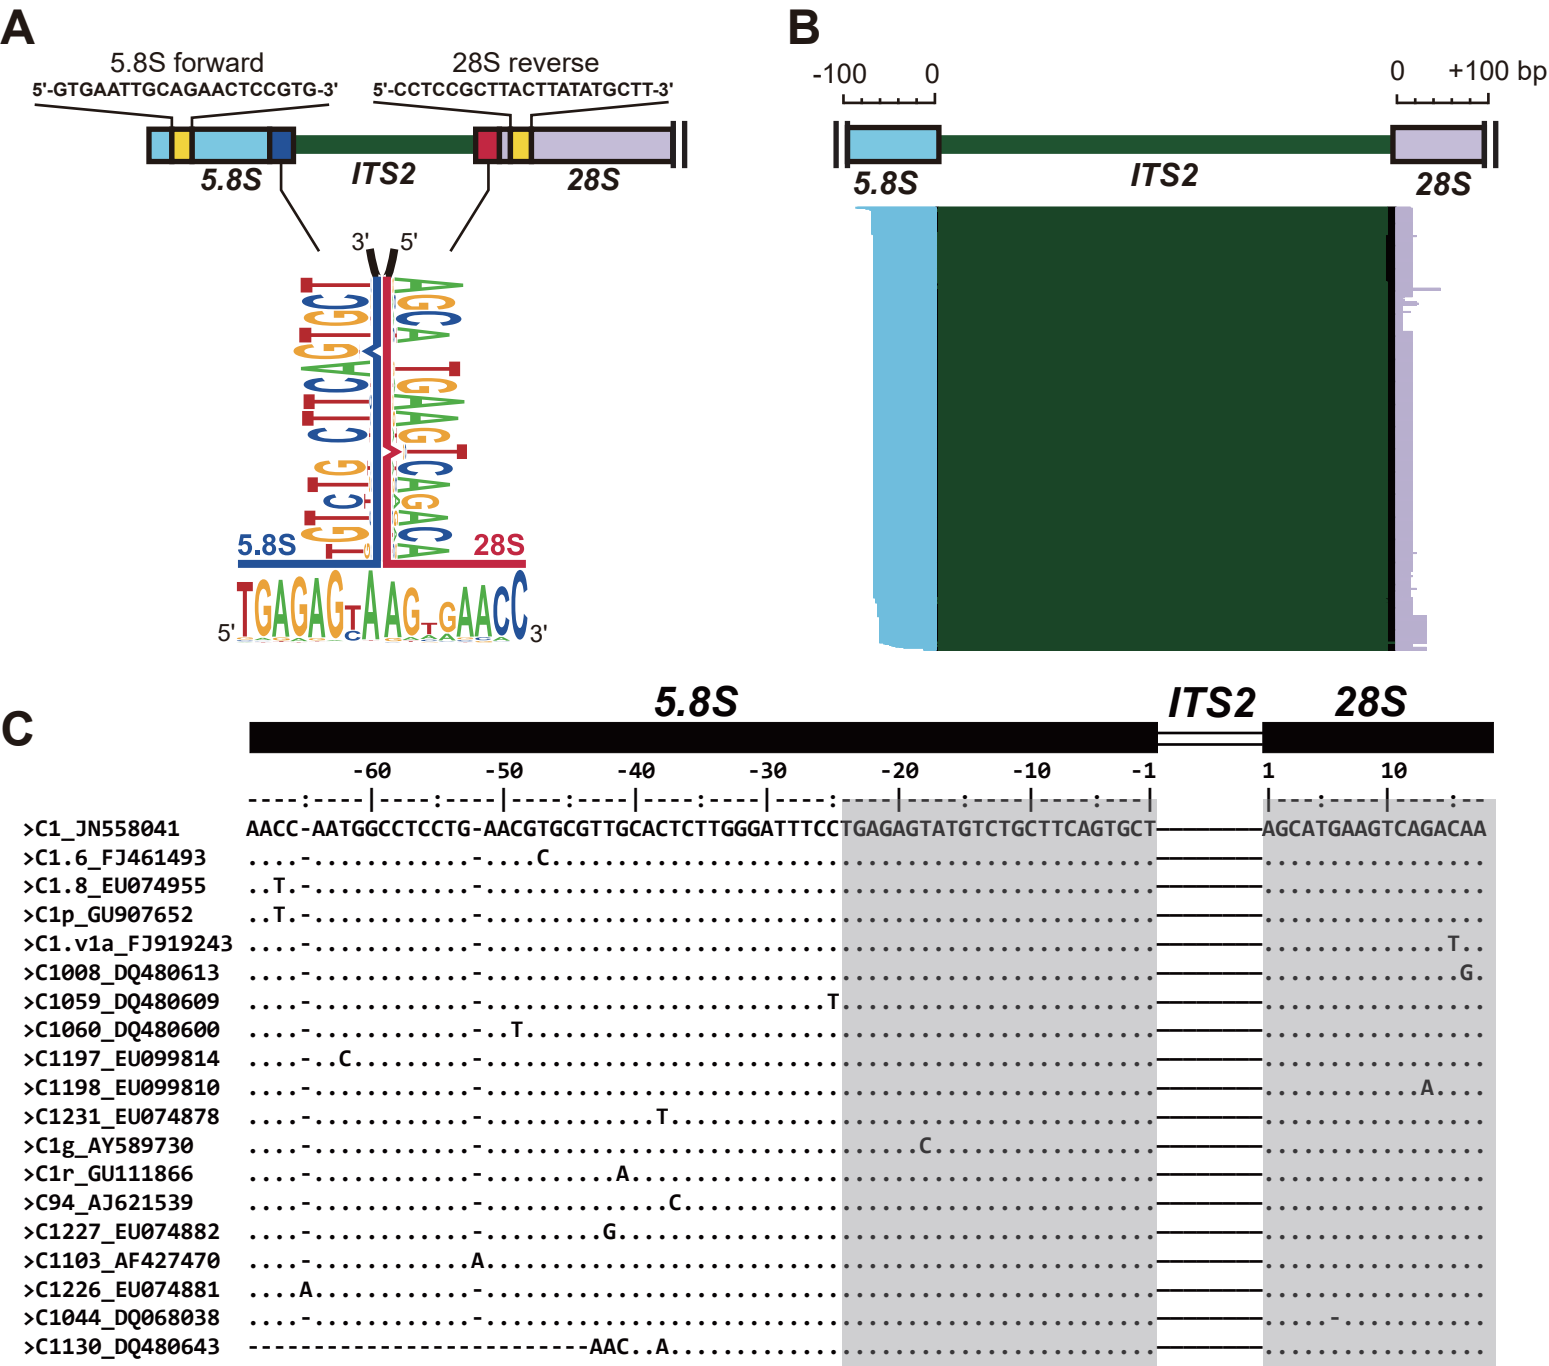 A
5.8S forward
5'-GTGAATTGCAGAACTCCGTG-3'
28S reverse
5'-CCTCCGCTTACTTATATGCTT-3'
5.8S
ITS2
28S
3' 5'
T A
C G
G C
T A
G
A T
C G
T A
T A
C G
T
G C
T A
C G
T A
G C
T A
5.8S
28S
5' TGAGAGTAAGTGAACC 3'
B
-100 0
0 +100 bp
5.8S
ITS2
28S
C
5.8S ITS2 28S
-60 -50 -40 -30 -20 -10 -1 1 10
>C1_JN558041 AACC-AATGGCCTCCTG-AACGTGCGTTGCACTCTTGGGATTTCCTGAGAGTATGTCTGCTTCAGTGCT————————AGCATGAAGTCAGACAA
>C1.6_FJ461493 ....-............-....C..............................................————————.................
>C1.8_EU074955 ..T.-............-...................................................————————.................
>C1p_GU907652 ..T.-............-...................................................————————.................
>C1.v1a_FJ919243 ....-............-...................................................————————..............T..
>C1008_DQ480613 ....-............-...................................................————————...............G.
>C1059_DQ480609 ....-............-..........................T........................————————.................
>C1060_DQ480600 ....-............-..T................................................————————.................
>C1197_EU099814 ....-..C.........-...................................................————————.................
>C1198_EU099810 ....-............-...................................................————————............A....
>C1231_EU074878 ....-............-.............T.....................................————————.................
>C1g_AY589730 ....-............-.................................C.................————————.................
>C1r_GU111866 ....-............-..........A........................................————————.................
>C94_AJ621539 ....-............-..............C....................................————————.................
>C1227_EU074882 ....-............-.........G.........................................————————.................
>C1103_AF427470 ....-............A...................................................————————.................
>C1226_EU074881 ....A............-...................................................————————.................
>C1044_DQ068038 ....-............-...................................................————————.....-...........
>C1130_DQ480643 --------------------------AAC..A.....................................————————.................